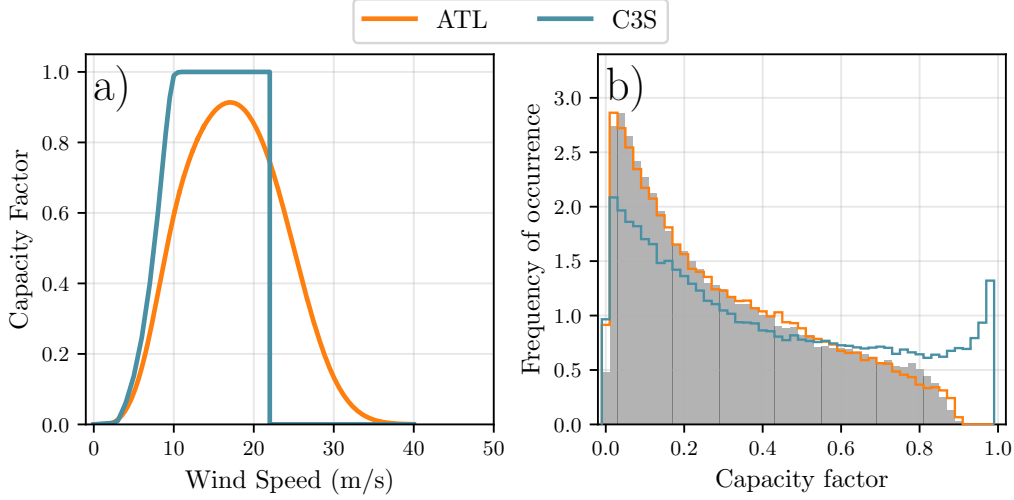 ATL C3S
a)
1.0
0.8
0.6
0.4
0.2
0.0
0 10 20 30 40 50
Wind Speed (m/s)
Capacity Factor
b)
3.0
2.5
2.0
1.5
1.0
0.5
0.0
0.0 0.2 0.4 0.6 0.8 1.0
Capacity factor
Frequency of occurrence